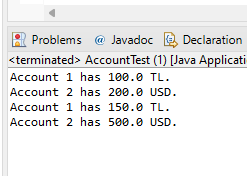 Problems @ Javadoc Declaration
<terminated> AccountTest (1) [Java Applicatio
Account 1 has 100.0 TL.
Account 2 has 200.0 USD.
Account 1 has 150.0 TL.
Account 2 has 500.0 USD.